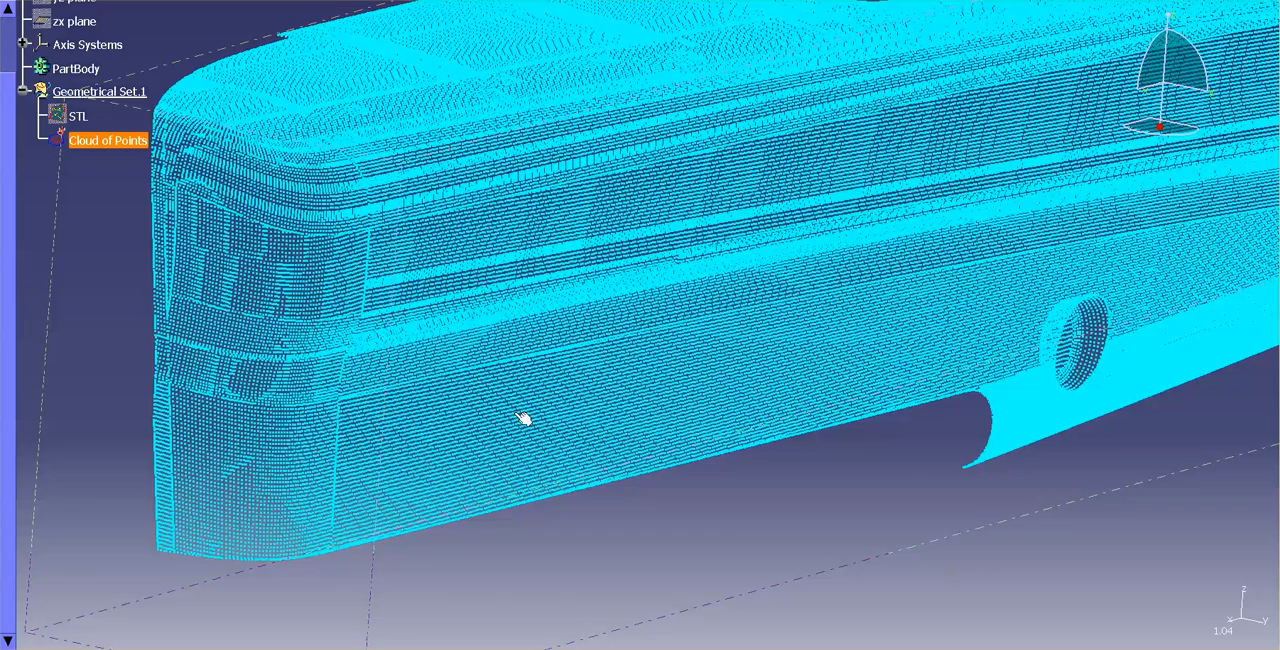 zx plane
Axis Systems
PartBody
Geometrical Set.1
STL
Cloud of Points
z
x
y
1.04